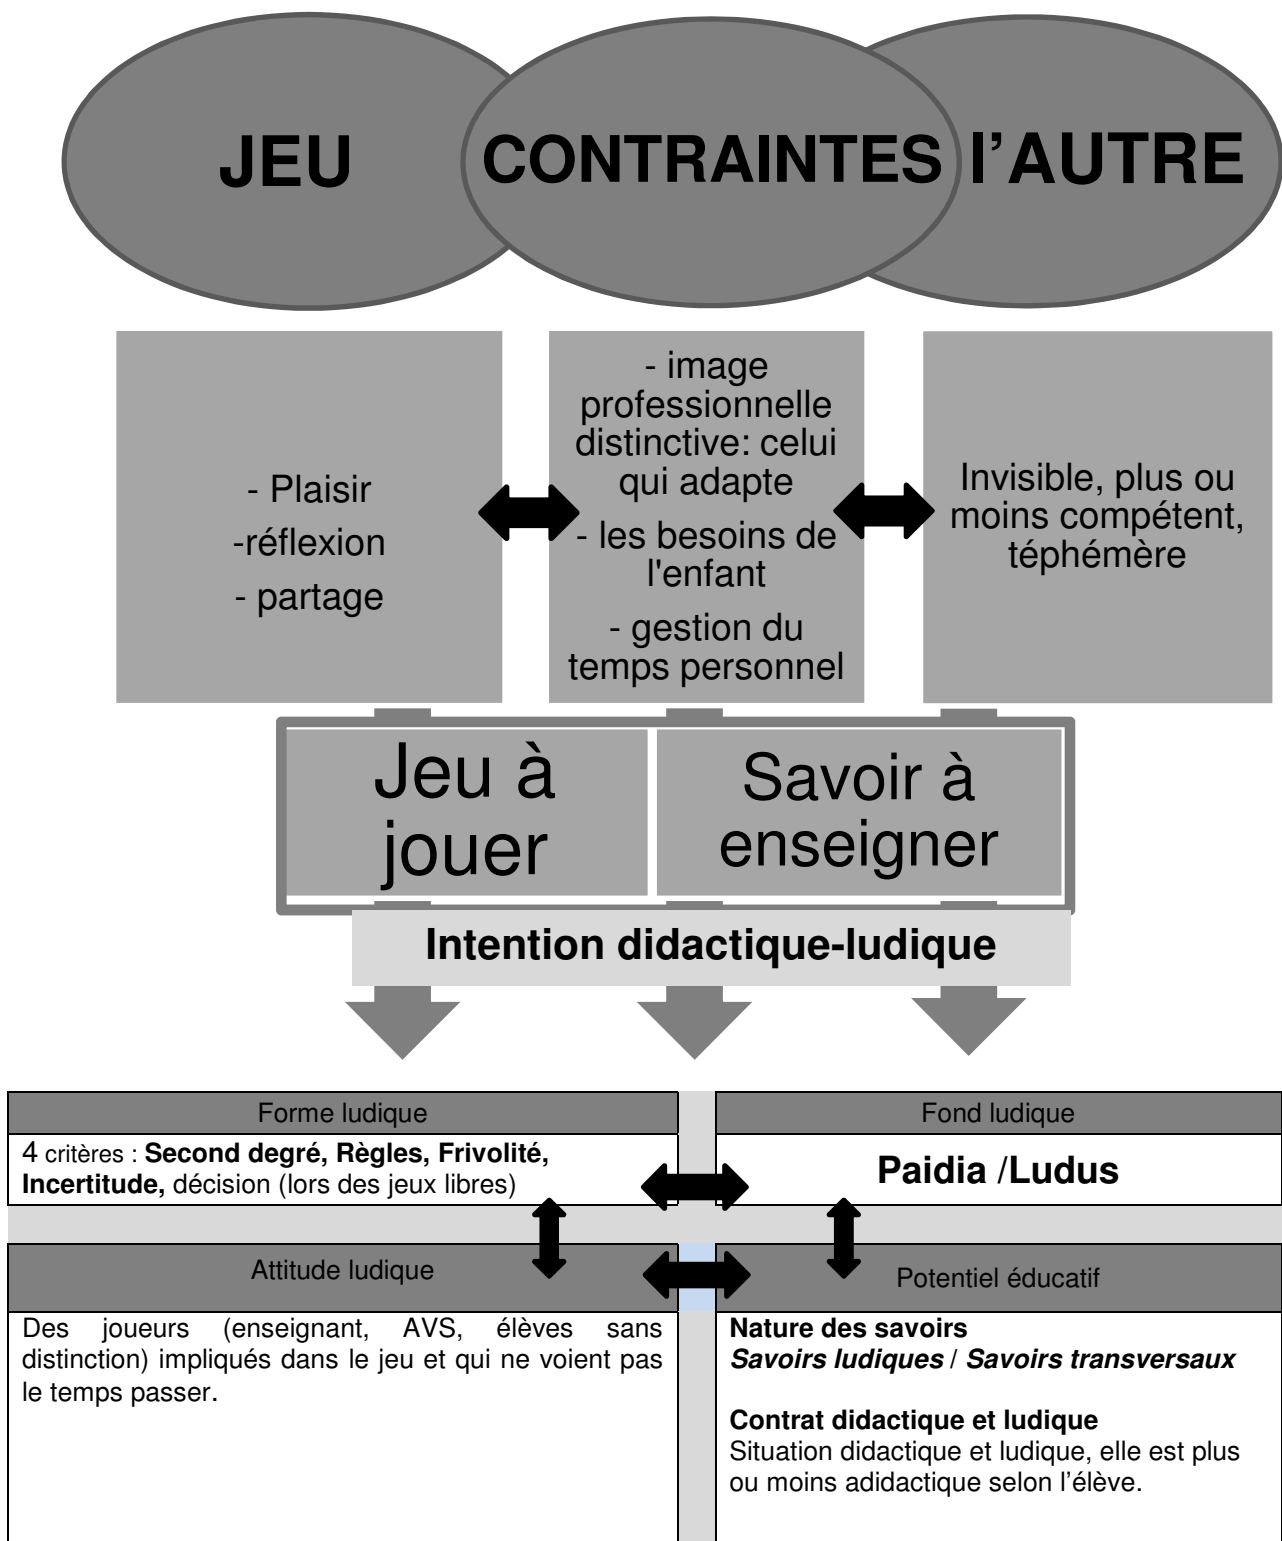 JEU
CONTRAINTES
l'AUTRE
- Plaisir
-réflexion
- partage
- image
professionnelle
distinctive: celui
qui adapte
- les besoins de
l'enfant
- gestion du
temps personnel
Invisible, plus ou
moins compétent,
téphémère
Jeu à
jouer
Savoir à
enseigner
Intention didactique-ludique
Forme ludique
4 critères : Second degré, Règles, Frivolité,
Incertitude, décision (lors des jeux libres)
Fond ludique
Paidia /Ludus
Attitude ludique
Des joueurs (enseignant, AVS, élèves sans
distinction) impliqués dans le jeu et qui ne voient pas
le temps passer.
Potentiel éducatif
Nature des savoirs
Savoirs ludiques / Savoirs transversaux
Contrat didactique et ludique
Situation didactique et ludique, elle est plus
ou moins adidactique selon l’élève.